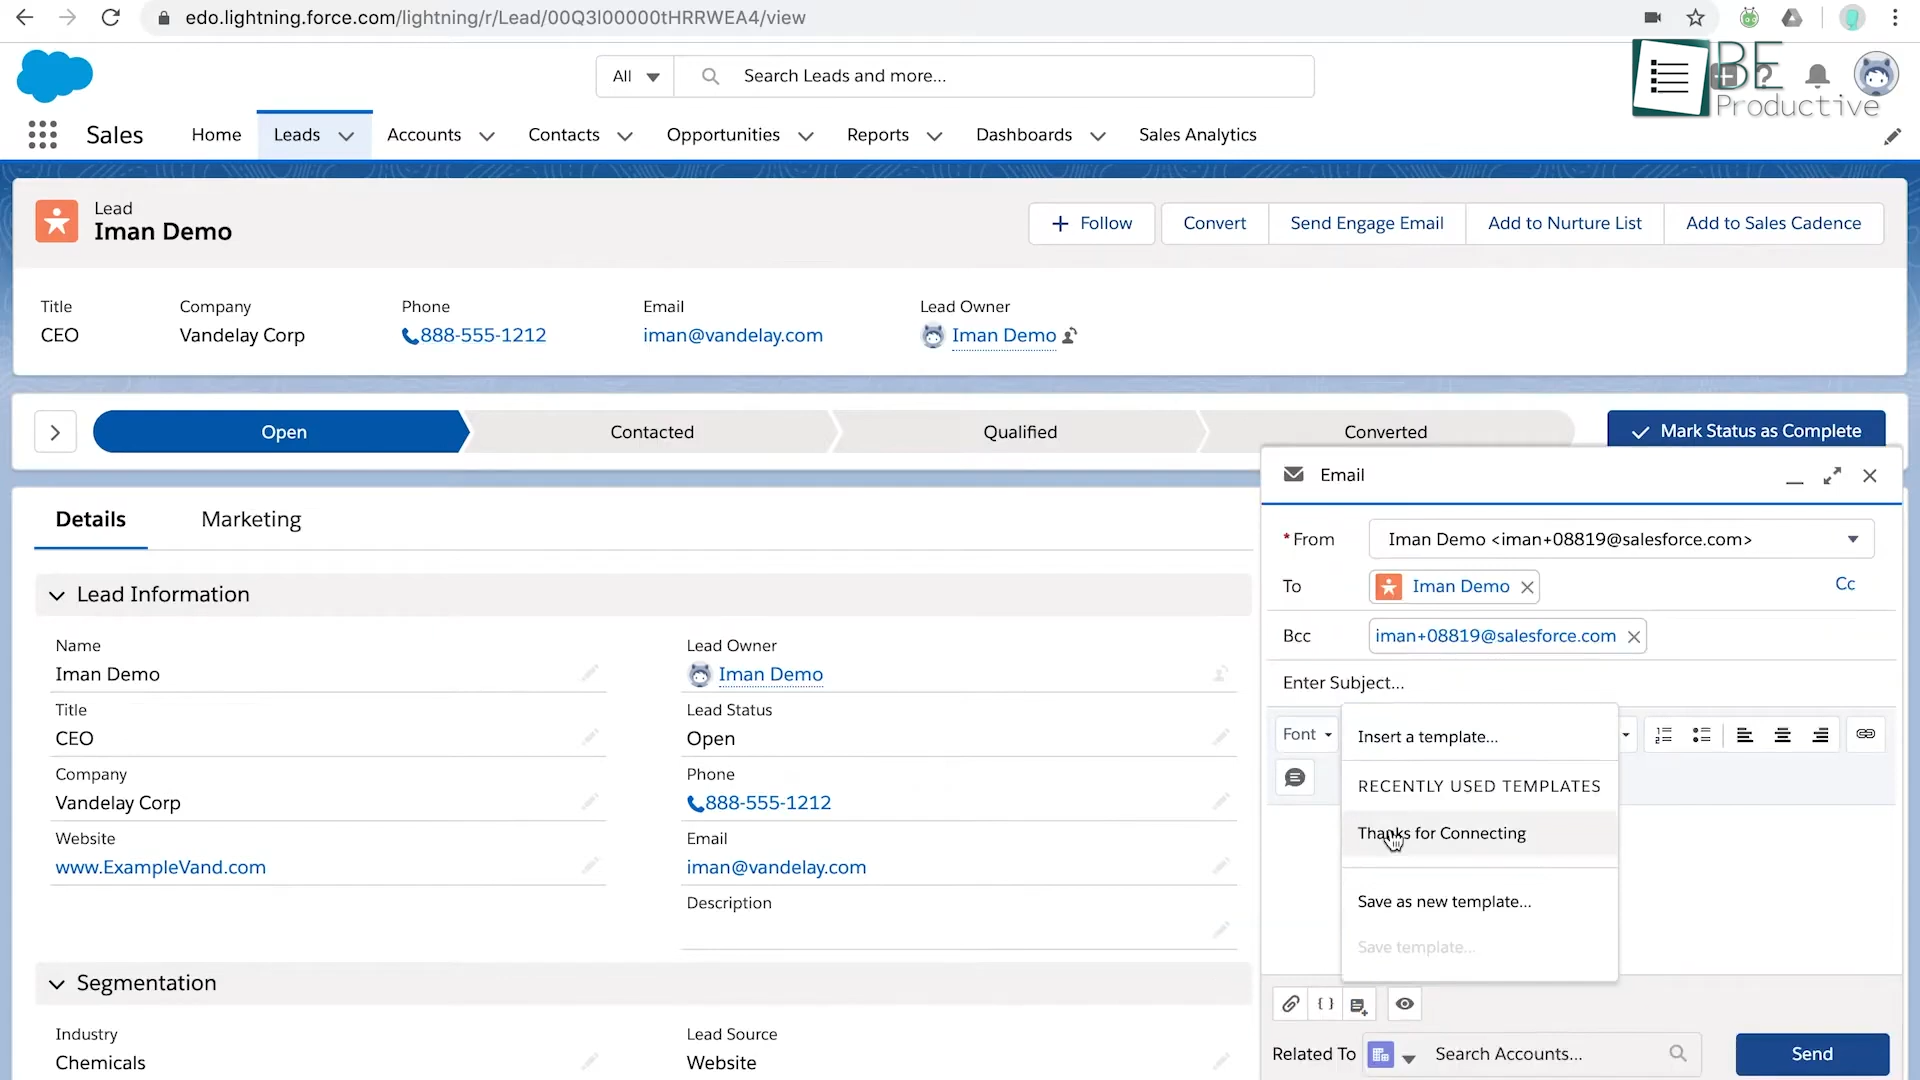 edo.lightning.force.com/lightning/r/Lead/00Q3l00000tHRRWEA4/view
All
Search Leads and more...
BE
Productive
Sales
Home
Leads
Accounts
Contacts
Opportunities
Reports
Dashboards
Sales Analytics
Lead
Iman Demo
+ Follow
Convert
Send Engage Email
Add to Nurture List
Add to Sales Cadence
Title
Company
Phone
Email
Lead Owner
CEO
Vandelay Corp
888-555-1212
iman@vandelay.com
Iman Demo
Open
Contacted
Qualified
Converted
Mark Status as Complete
Details
Marketing
Lead Information
Name
Iman Demo
Title
CEO
Company
Vandelay Corp
Website
www.ExampleVand.com
Lead Owner
Iman Demo
Lead Status
Open
Phone
888-555-1212
Email
iman@vandelay.com
Description
Segmentation
Industry
Chemicals
Lead Source
Website
Email
* From
Iman Demo <iman+08819@salesforce.com>
To
Iman Demo
Cc
Bcc
iman+08819@salesforce.com
Enter Subject...
Font
Insert a template...
RECENTLY USED TEMPLATES
Thanks for Connecting
Save as new template...
Save template...
Related To
Search Accounts...
Send